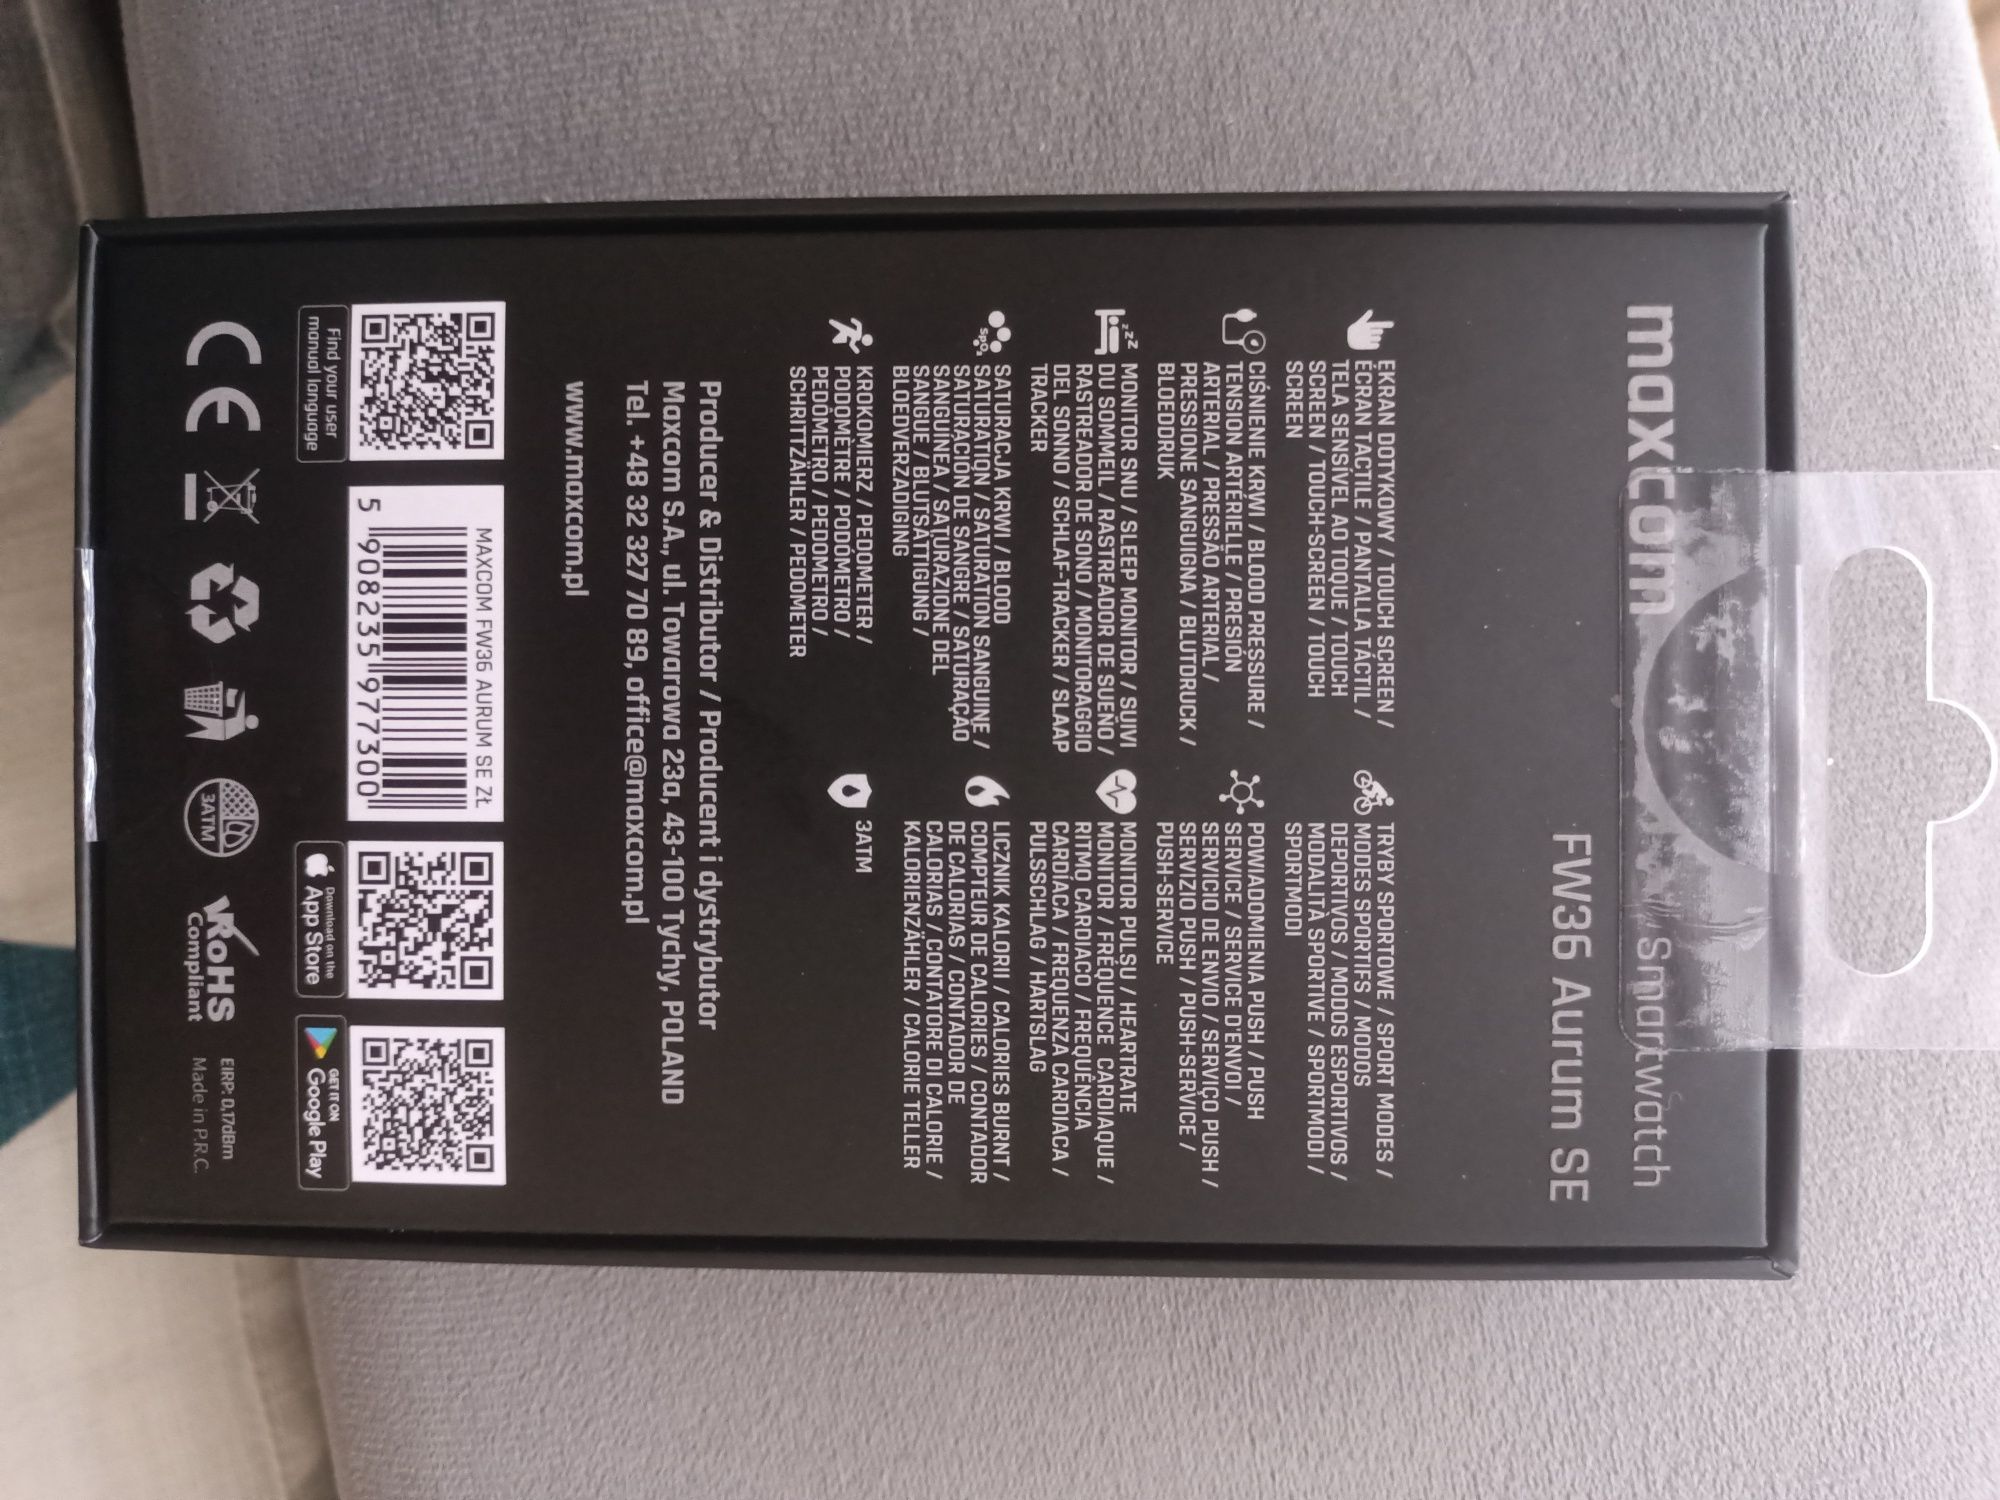 maxcom
Smartwatch
FW36 Aurum SE
EKRAN DOTYKOWY / TOUCH SCREEN /
ÉCRAN TACTILE / PANTALLA TÁCTIL /
TELA SENSÍVEL AO TOQUE / TOUCH
SCREEN / TOUCH-SCREEN / TOUCH
SCREEN
TRYBY SPORTOWE / SPORT MODES /
MODES SPORTIFS / MODOS
DEPORTIVOS / MODOS ESPORTIVOS /
MODALITÀ SPORTIVE / SPORTMODI /
SPORTMODI
CIŚNIENIE KRWI / BLOOD PRESSURE /
TENSION ARTÉRIELLE / PRESIÓN
ARTERIAL / PRESSÃO ARTERIAL /
PRESSIONE SANGUIGNA / BLUTDRUCK /
BLOEDDRUK
POWIADOMIENIA PUSH / PUSH
SERVICE / SERVICE D'ENVOI /
SERVICIO DE ENVIO / SERVIÇO PUSH /
SERVIZIO PUSH / PUSH-SERVICE /
PUSH-SERVICE
zZZ
MONITOR SNU / SLEEP MONITOR / SUIVI
DU SOMMEIL / RASTREADOR DE SUEÑO /
RASTREADOR DE SONO / MONITORAGGIO
DEL SONNO / SCHLAF-TRACKER / SLAAP
TRACKER
MONITOR PULSU / HEARTRATE
MONITOR / FRÉQUENCE CARDIAQUE /
RITMO CARDIACO / FREQUÊNCIA
CARDÍACA / FREQUENZA CARDIACA /
PULSSCHLAG / HARTSLAG
SpO₂
SATURACJA KRWI / BLOOD
SATURATION / SATURATION SANGUINE /
SATURACIÓN DE SANGRE / SATURAÇÃO
SANGUINEA / SATURAZIONE DEL
SANGUE / BLUTSÄTTIGUNG /
BLOEDVERZADIGING
LICZNIK KALORII / CALORIES BURNT /
COMPTEUR DE CALORIES / CONTADOR
DE CALORIAS / CONTADOR DE
CALORIAS / CONTATORE DI CALORIE /
KALORIENZÄHLER / CALORIE TELLER
KROKOMIERZ / PEDOMETER /
PODOMÈTRE / PODÓMETRO /
PEDÔMETRO / PEDOMETRO /
SCHRITTZÄHLER / PEDOMETER
3ATM
Producer & Distributor / Producent i dystrybutor
Maxcom S.A., ul. Towarowa 23a, 43-100 Tychy, POLAND
Tel. +48 32 327 70 89, office@maxcom.pl
www.maxcom.pl
Find your user
manual language
MAXCOM FW36 AURUM SE ZŁ
5 908235 977300
Download on the
App Store
GET IT ON
Google Play
CE
3ATM
RoHS
Compliant
EIRP: 0,17dBm
Made in P.R.C.